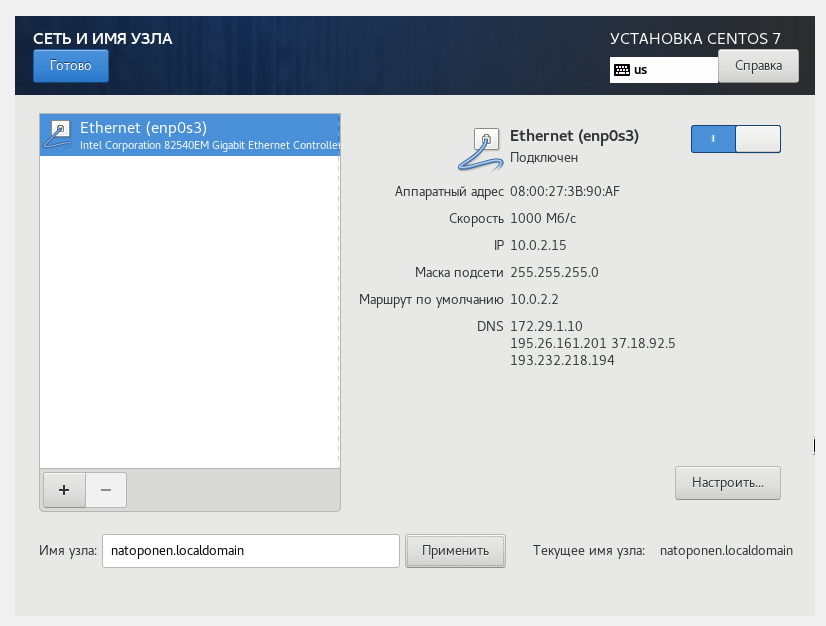 СЕТЬ И ИМЯ УЗЛА
УСТАНОВКА CENTOS 7
Готово
us
Справка
Ethernet (enp0s3)
Intel Corporation 82540EM Gigabit Ethernet Controller
Ethernet (enp0s3)
Подключен
Аппаратный адрес 08:00:27:3B:90:AF
Скорость 1000 Мб/с
IP 10.0.2.15
Маска подсети 255.255.255.0
Маршрут по умолчанию 10.0.2.2
DNS 172.29.1.10
195.26.161.201 37.18.92.5
193.232.218.194
+ −
Настроить...
Имя узла: natoponen.localdomain Применить Текущее имя узла: natoponen.localdomain